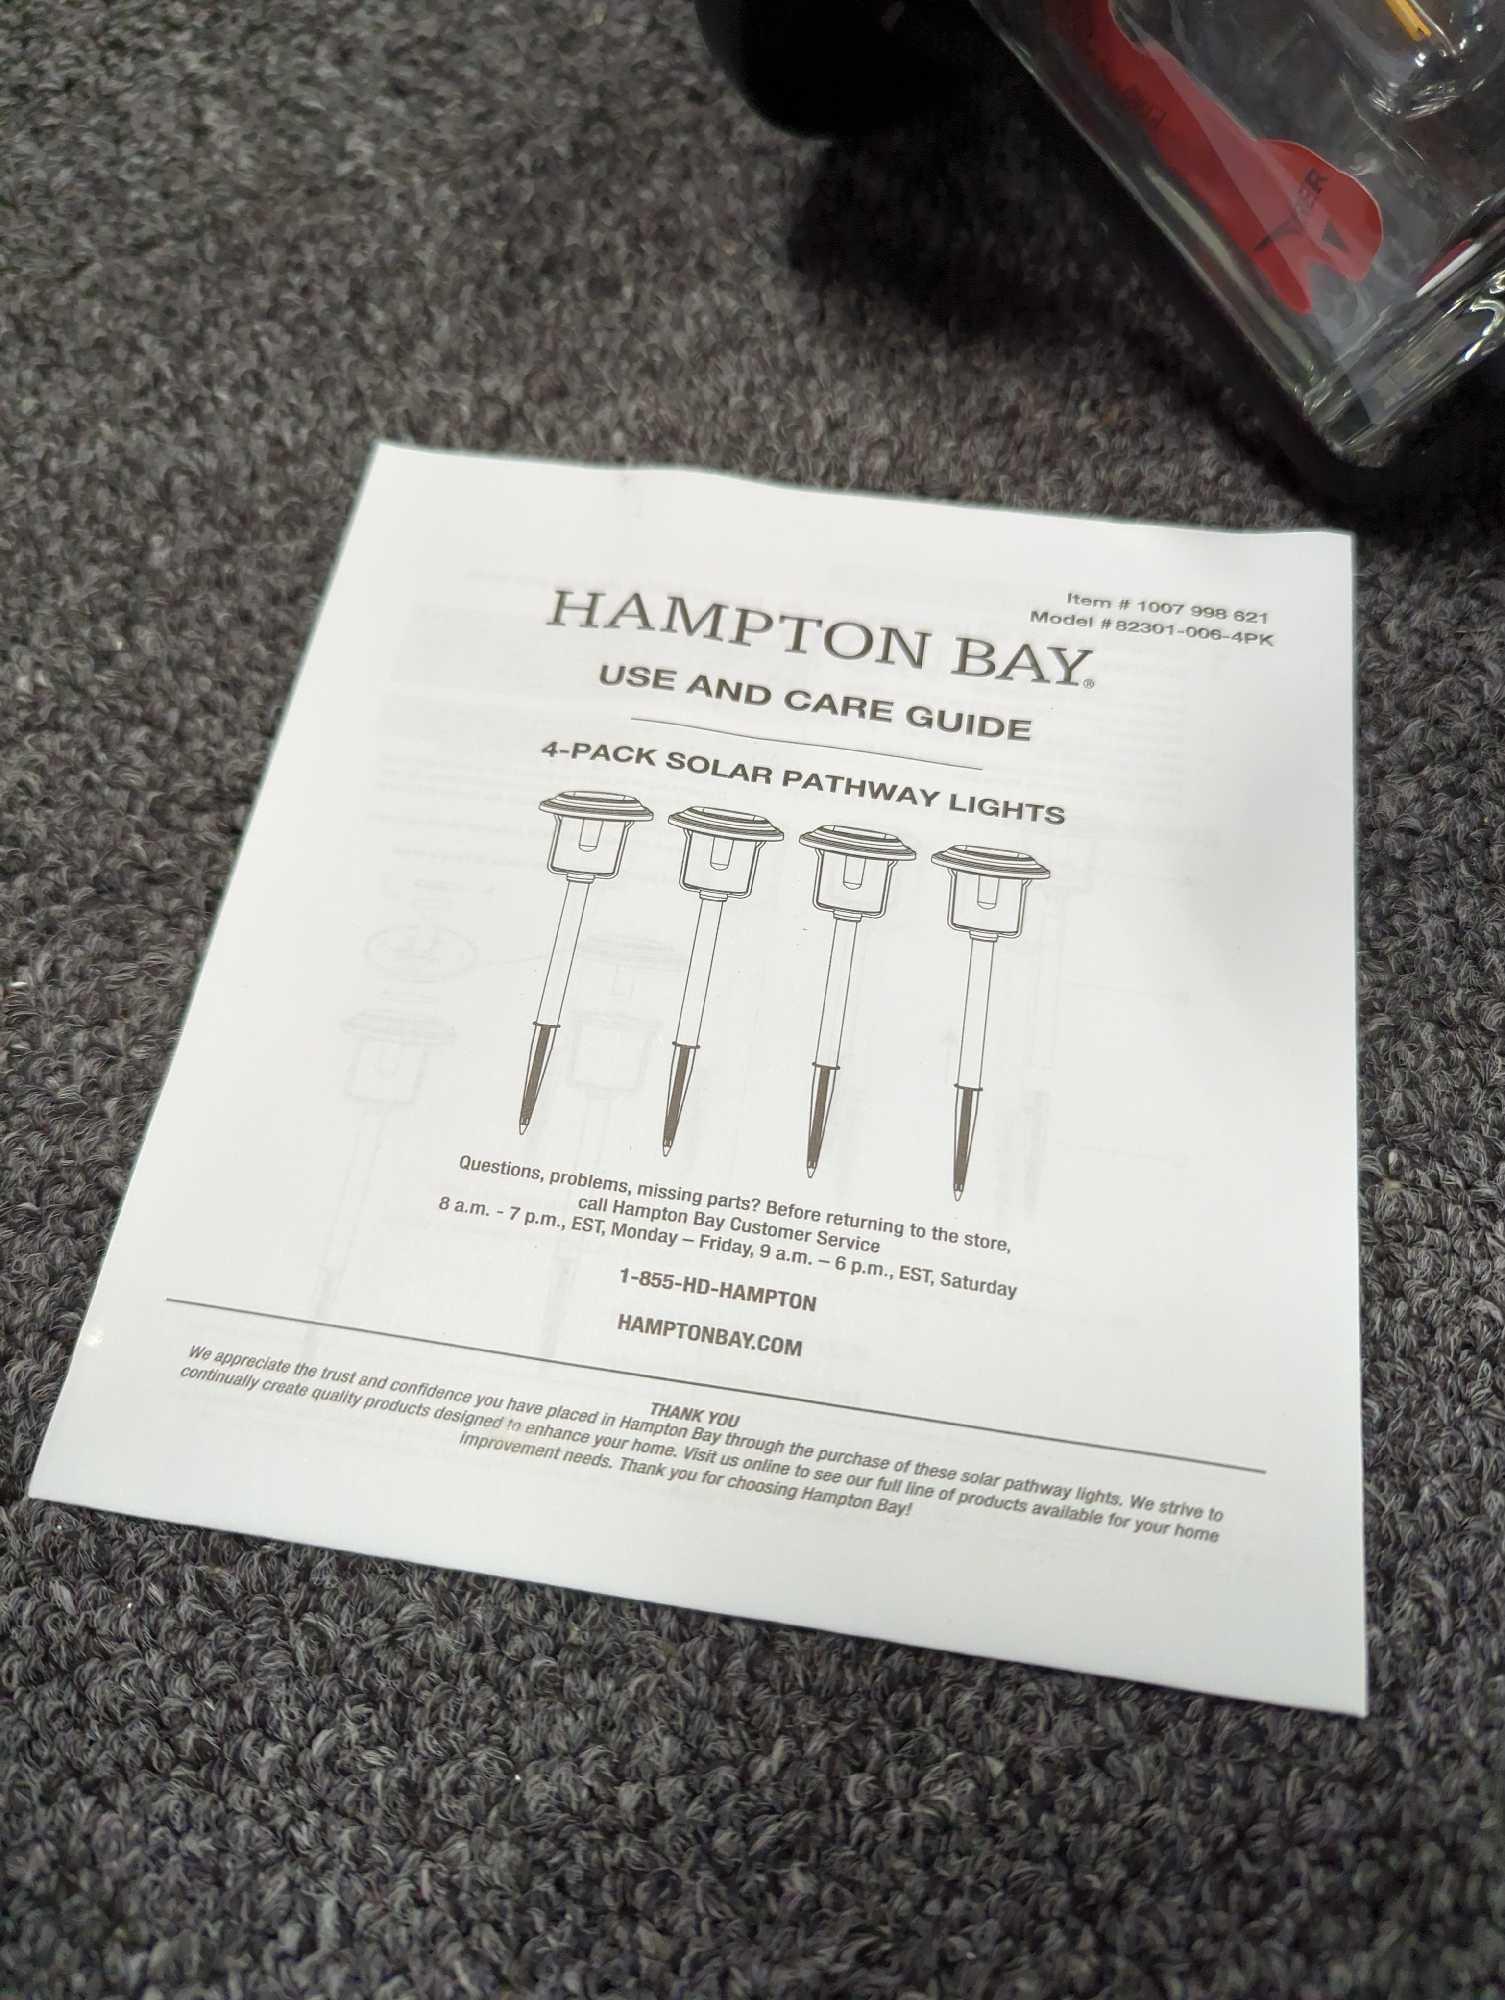 Item # 1007 998 621
Model # 82301-006-4PK
HAMPTON BAY®
USE AND CARE GUIDE
4-PACK SOLAR PATHWAY LIGHTS
Questions, problems, missing parts? Before returning to the store,
call Hampton Bay Customer Service
8 a.m. - 7 p.m., EST, Monday – Friday, 9 a.m. – 6 p.m., EST, Saturday
1-855-HD-HAMPTON
HAMPTONBAY.COM
THANK YOU
We appreciate the trust and confidence you have placed in Hampton Bay through the purchase of these solar pathway lights. We strive to
continually create quality products designed to enhance your home. Visit us online to see our full line of products available for your home
improvement needs. Thank you for choosing Hampton Bay!